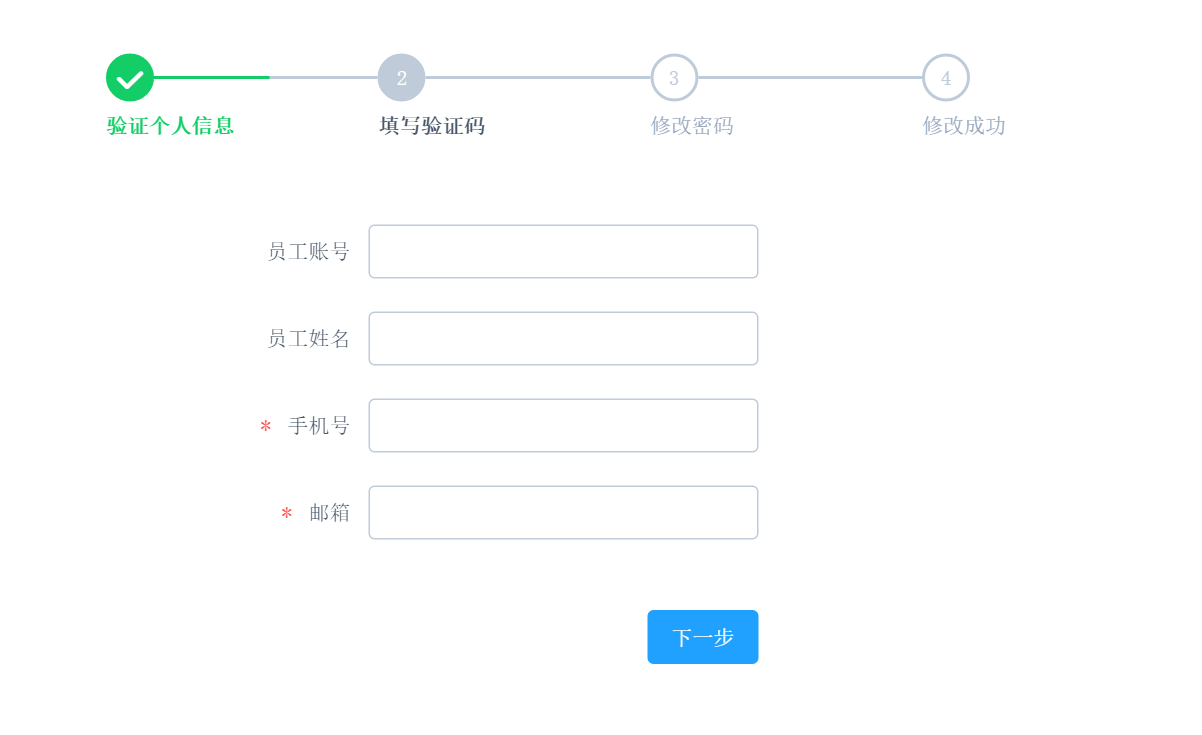 2 3 4
验证个人信息 填写验证码 修改密码 修改成功
员工账号
员工姓名
* 手机号
* 邮箱
下一步